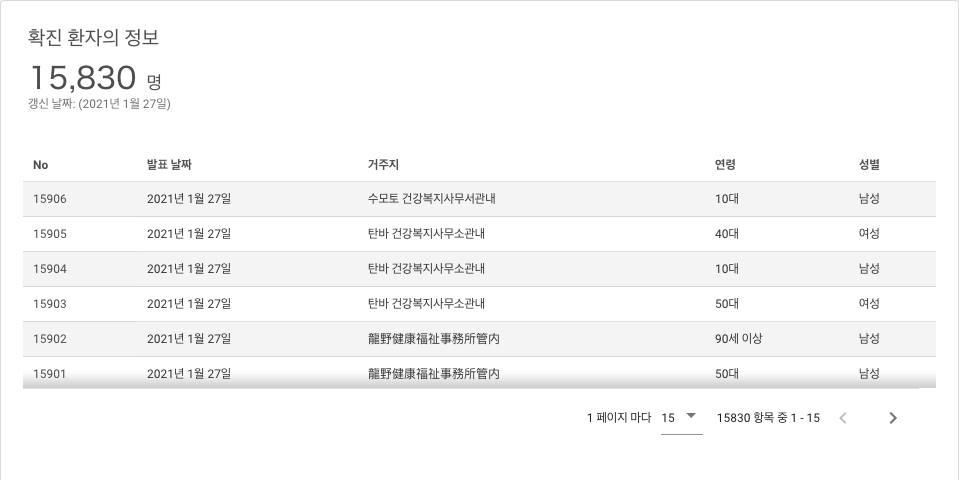 확진 환자의 정보
15,830 명
갱신 날짜: (2021년 1월 27일)
No 발표 날짜 거주지 연령 성별
15906 2021년 1월 27일 수모토 건강복지사무서관내 10대 남성
15905 2021년 1월 27일 탄바 건강복지사무소관내 40대 여성
15904 2021년 1월 27일 탄바 건강복지사무소관내 10대 남성
15903 2021년 1월 27일 탄바 건강복지사무소관내 50대 여성
15902 2021년 1월 27일 龍野健康福祉事務所管内 90세 이상 남성
15901 2021년 1월 27일 龍野健康福祉事務所管内 50대 남성
1 페이지 마다 15 15830 항목 중 1 - 15